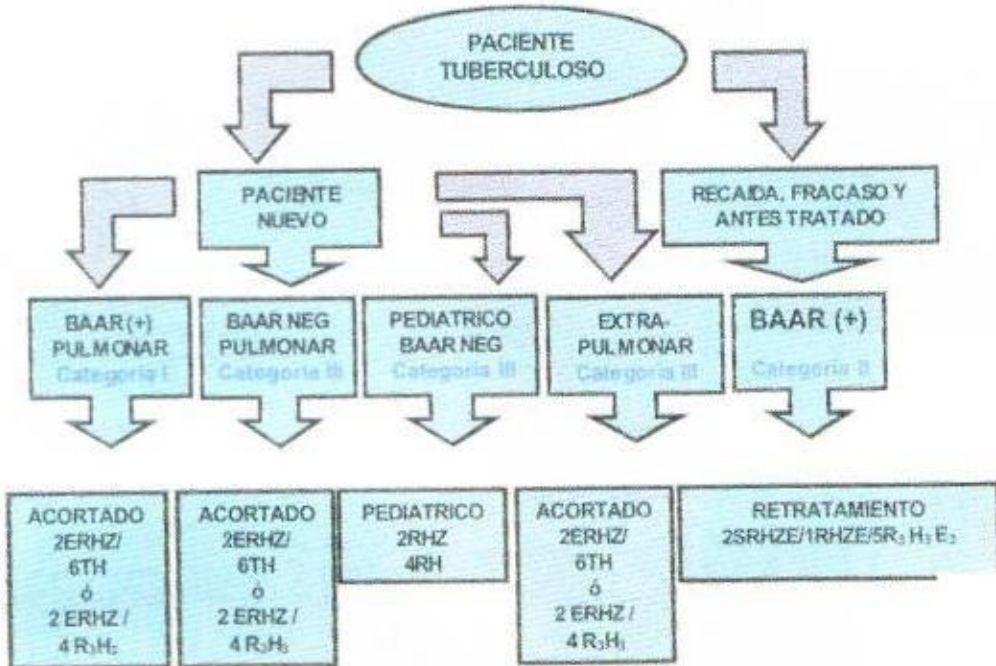 PACIENTE
TUBERCULOSO
PACIENTE
NUEVO
RECAIDA, FRACASO Y
ANTES TRATADO
BAAR (+)
PULMONAR
Categoria I
BAAR NEG
PULMONAR
Categoria III
PEDIATRICO
BAAR NEG
Categoria III
EXTRA-
PULMONAR
Categoria III
BAAR (+)
Categoria II
ACORTADO
2ERHZ/
6TH
ó
2 ERHZ /
4 R₃H₃
ACORTADO
2ERHZ/
6TH
ó
2 ERHZ /
4 R₃H₃
PEDIATRICO
2RHZ
4RH
ACORTADO
2ERHZ/
6TH
ó
2 ERHZ /
4 R₃H₃
RETRATAMIENTO
2SRHZE/1RHZE/5R₃ H₃ E₃